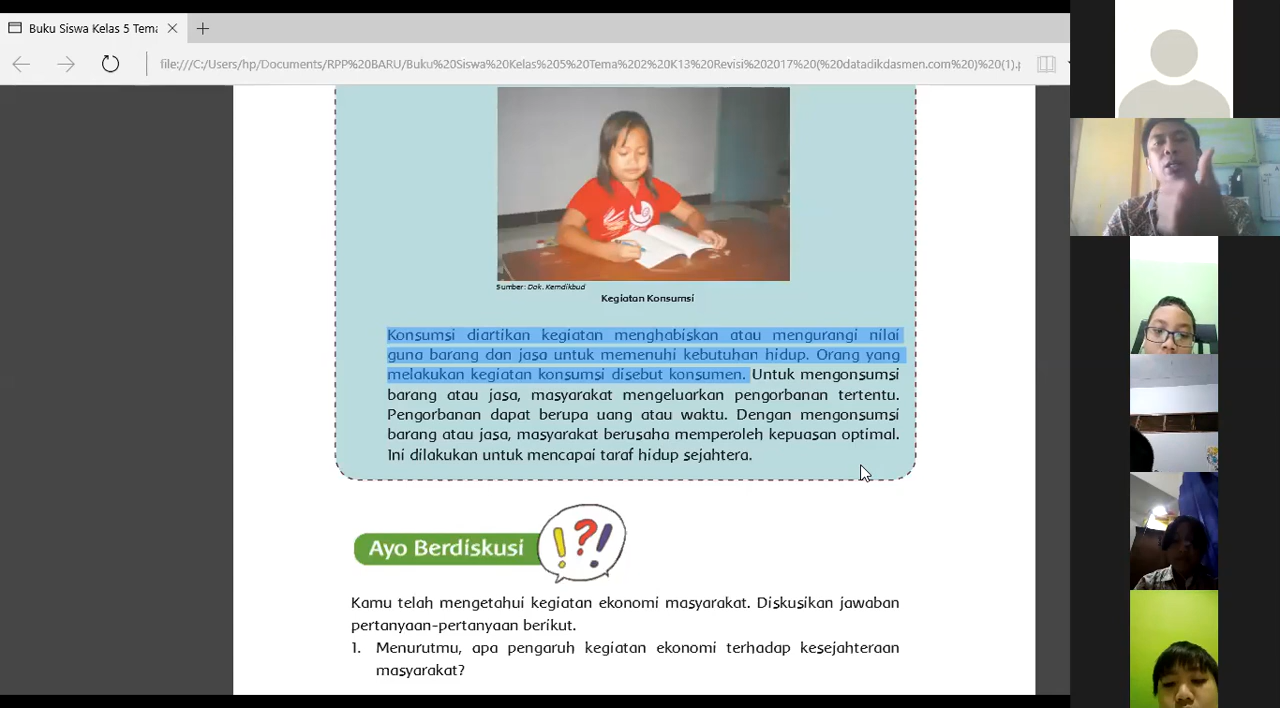 Buku Siswa Kelas 5 Tema
file:///C:/Users/hp/Documents/RPP%20BARU/Buku%20Siswa%20Kelas%205%20Tema%202%20K13%20Revisi%202017%20(%20datadikdasmen.com%20)%20(1).p
Sumber: Dok. Kemdikbud
Kegiatan Konsumsi
Konsumsi diartikan kegiatan menghabiskan atau mengurangi nilai
guna barang dan jasa untuk memenuhi kebutuhan hidup. Orang yang
melakukan kegiatan konsumsi disebut konsumen. Untuk mengonsumsi
barang atau jasa, masyarakat mengeluarkan pengorbanan tertentu.
Pengorbanan dapat berupa uang atau waktu. Dengan mengonsumsi
barang atau jasa, masyarakat berusaha memperoleh kepuasan optimal.
Ini dilakukan untuk mencapai taraf hidup sejahtera.
Ayo Berdiskusi
Kamu telah mengetahui kegiatan ekonomi masyarakat. Diskusikan jawaban
pertanyaan-pertanyaan berikut.
1. Menurutmu, apa pengaruh kegiatan ekonomi terhadap kesejahteraan
masyarakat?